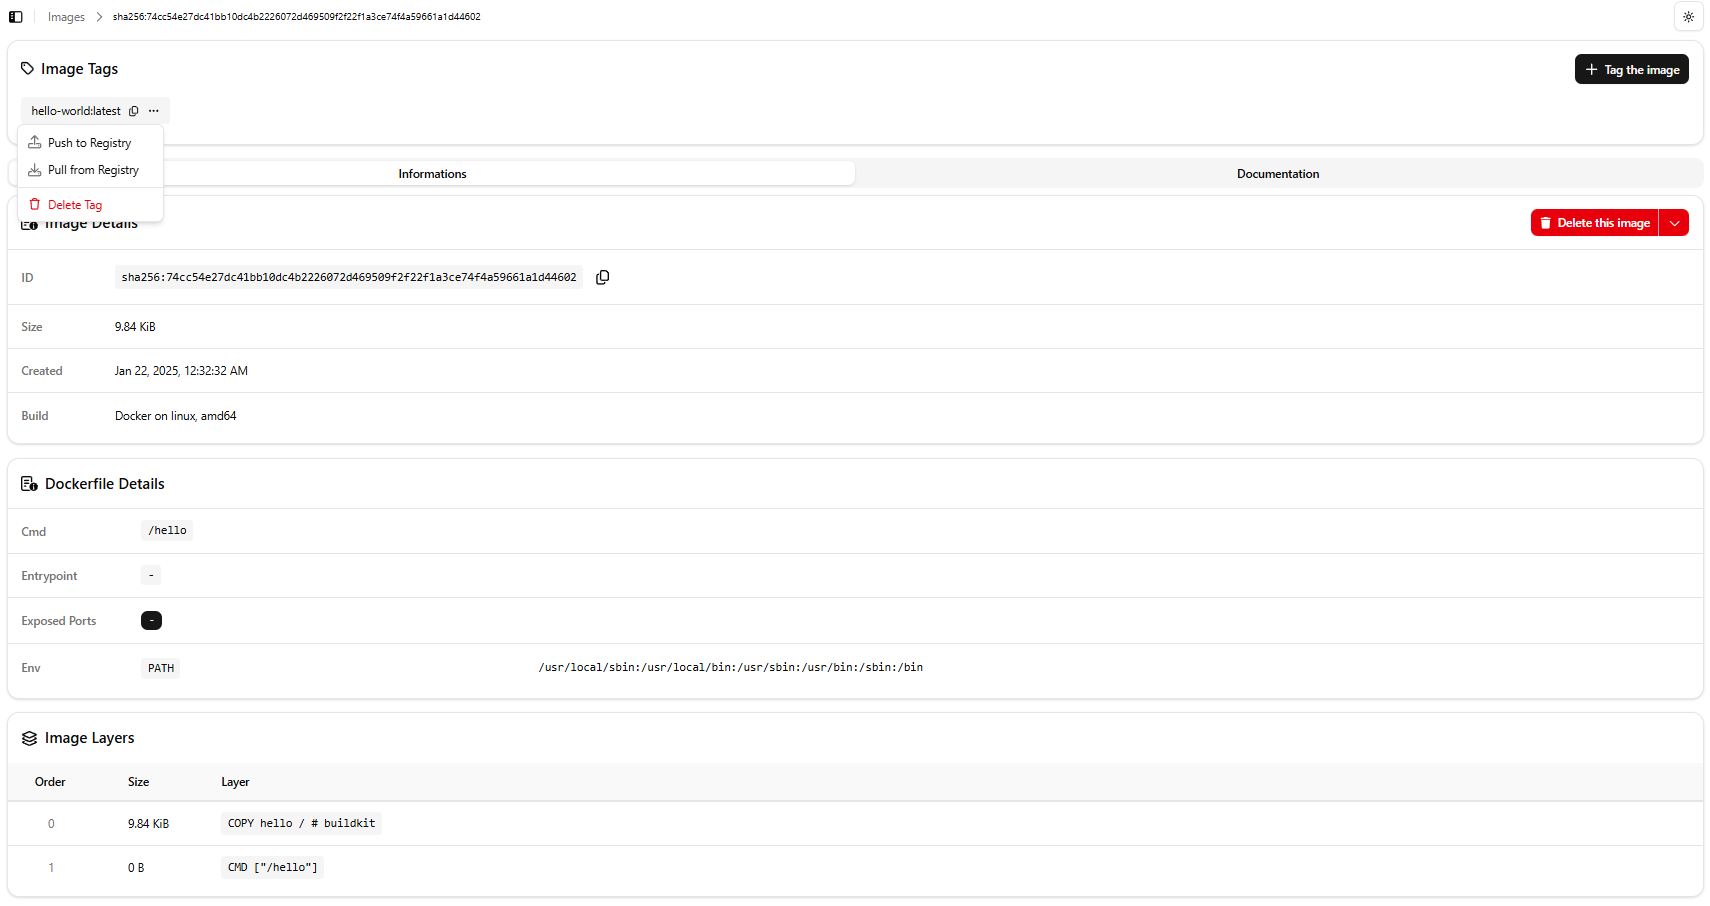 Images > sha256:74cc54e27dc41bb10dc4b2226072d469509f2f22f1a3ce74f4a59661a1d44602
Image Tags
Tag the image
hello-world:latest
Push to Registry
Pull from Registry
Delete Tag
Informations
Documentation
Image Details
Delete this image
ID sha256:74cc54e27dc41bb10dc4b2226072d469509f2f22f1a3ce74f4a59661a1d44602
Size 9.84 KiB
Created Jan 22, 2025, 12:32:32 AM
Build Docker on linux, amd64
Dockerfile Details
Cmd /hello
Entrypoint -
Exposed Ports -
Env PATH /usr/local/sbin:/usr/local/bin:/usr/sbin:/usr/bin:/sbin:/bin
Image Layers
Order Size Layer
0 9.84 KiB COPY hello / # buildkit
1 0 B CMD ["/hello"]